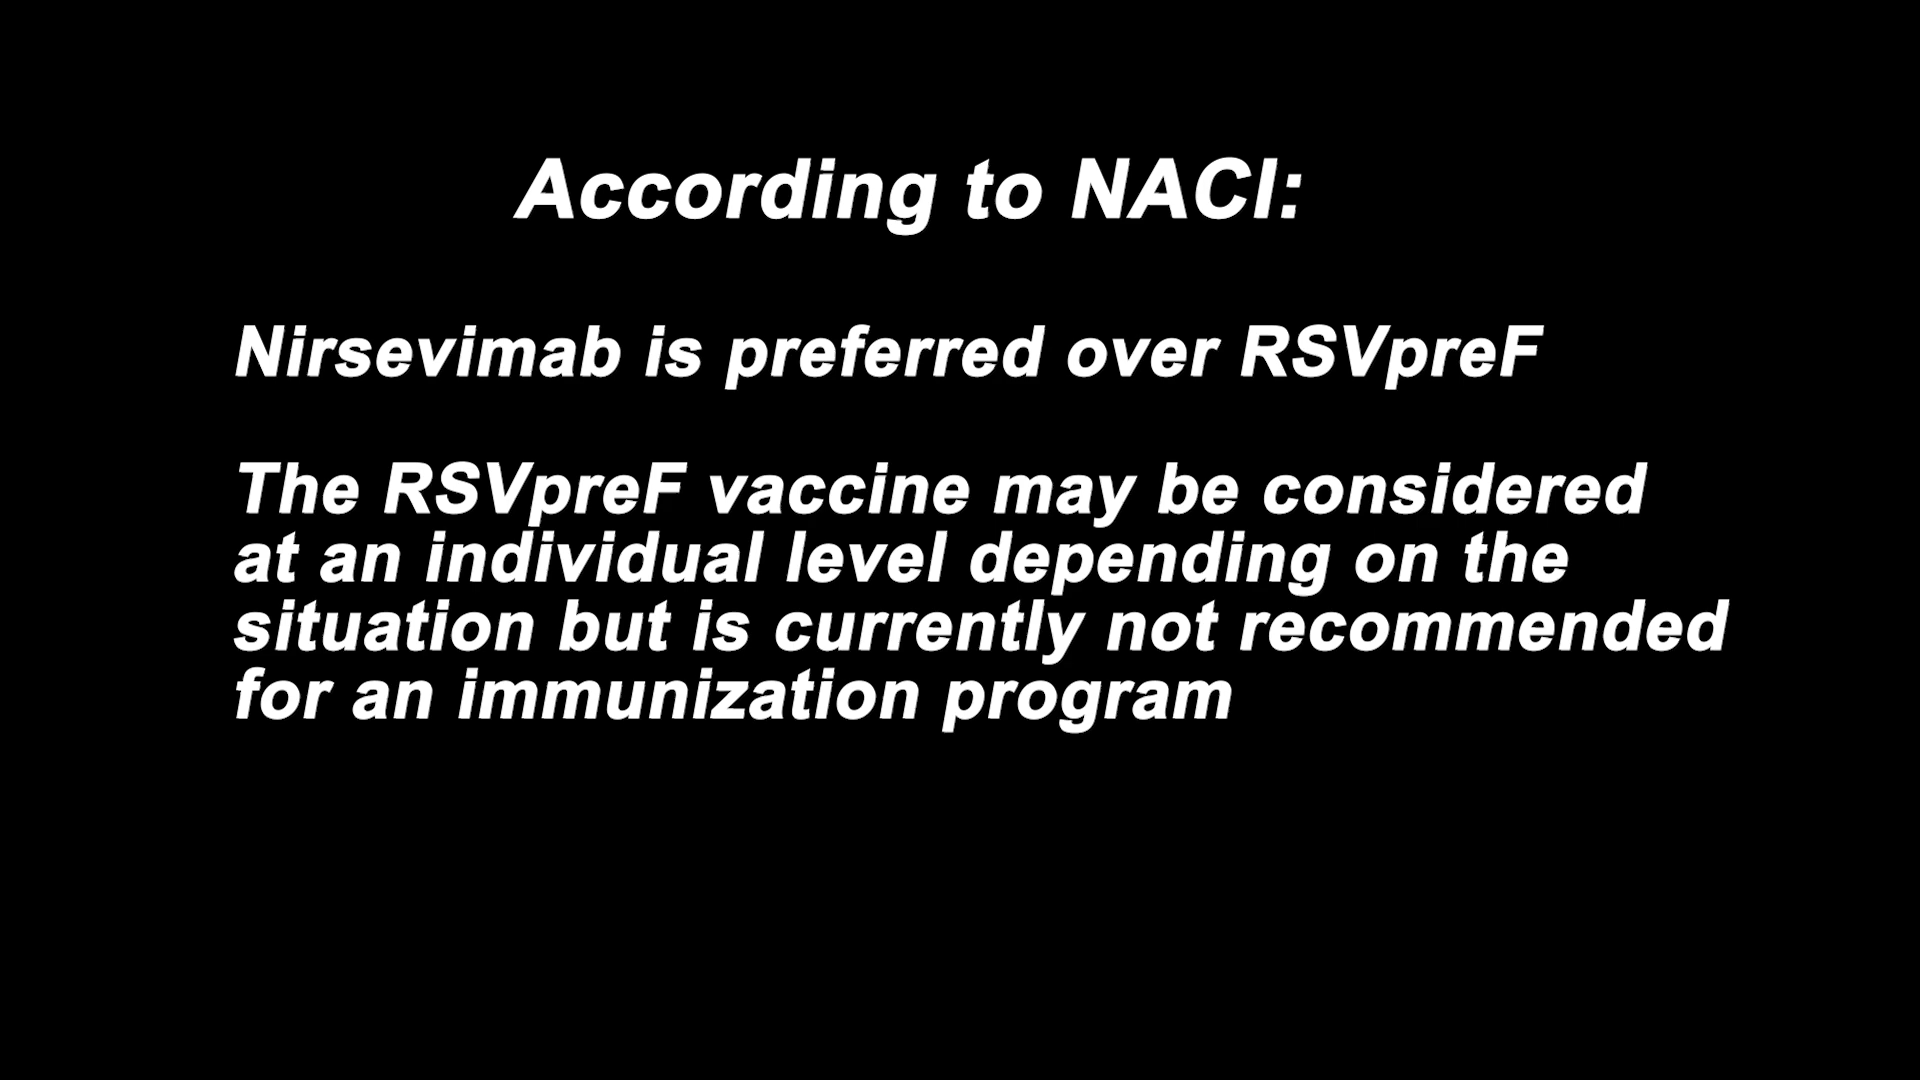 According to NACI:
Nirsevimab is preferred over RSVpreF
The RSVpreF vaccine may be considered
at an individual level depending on the
situation but is currently not recommended
for an immunization program